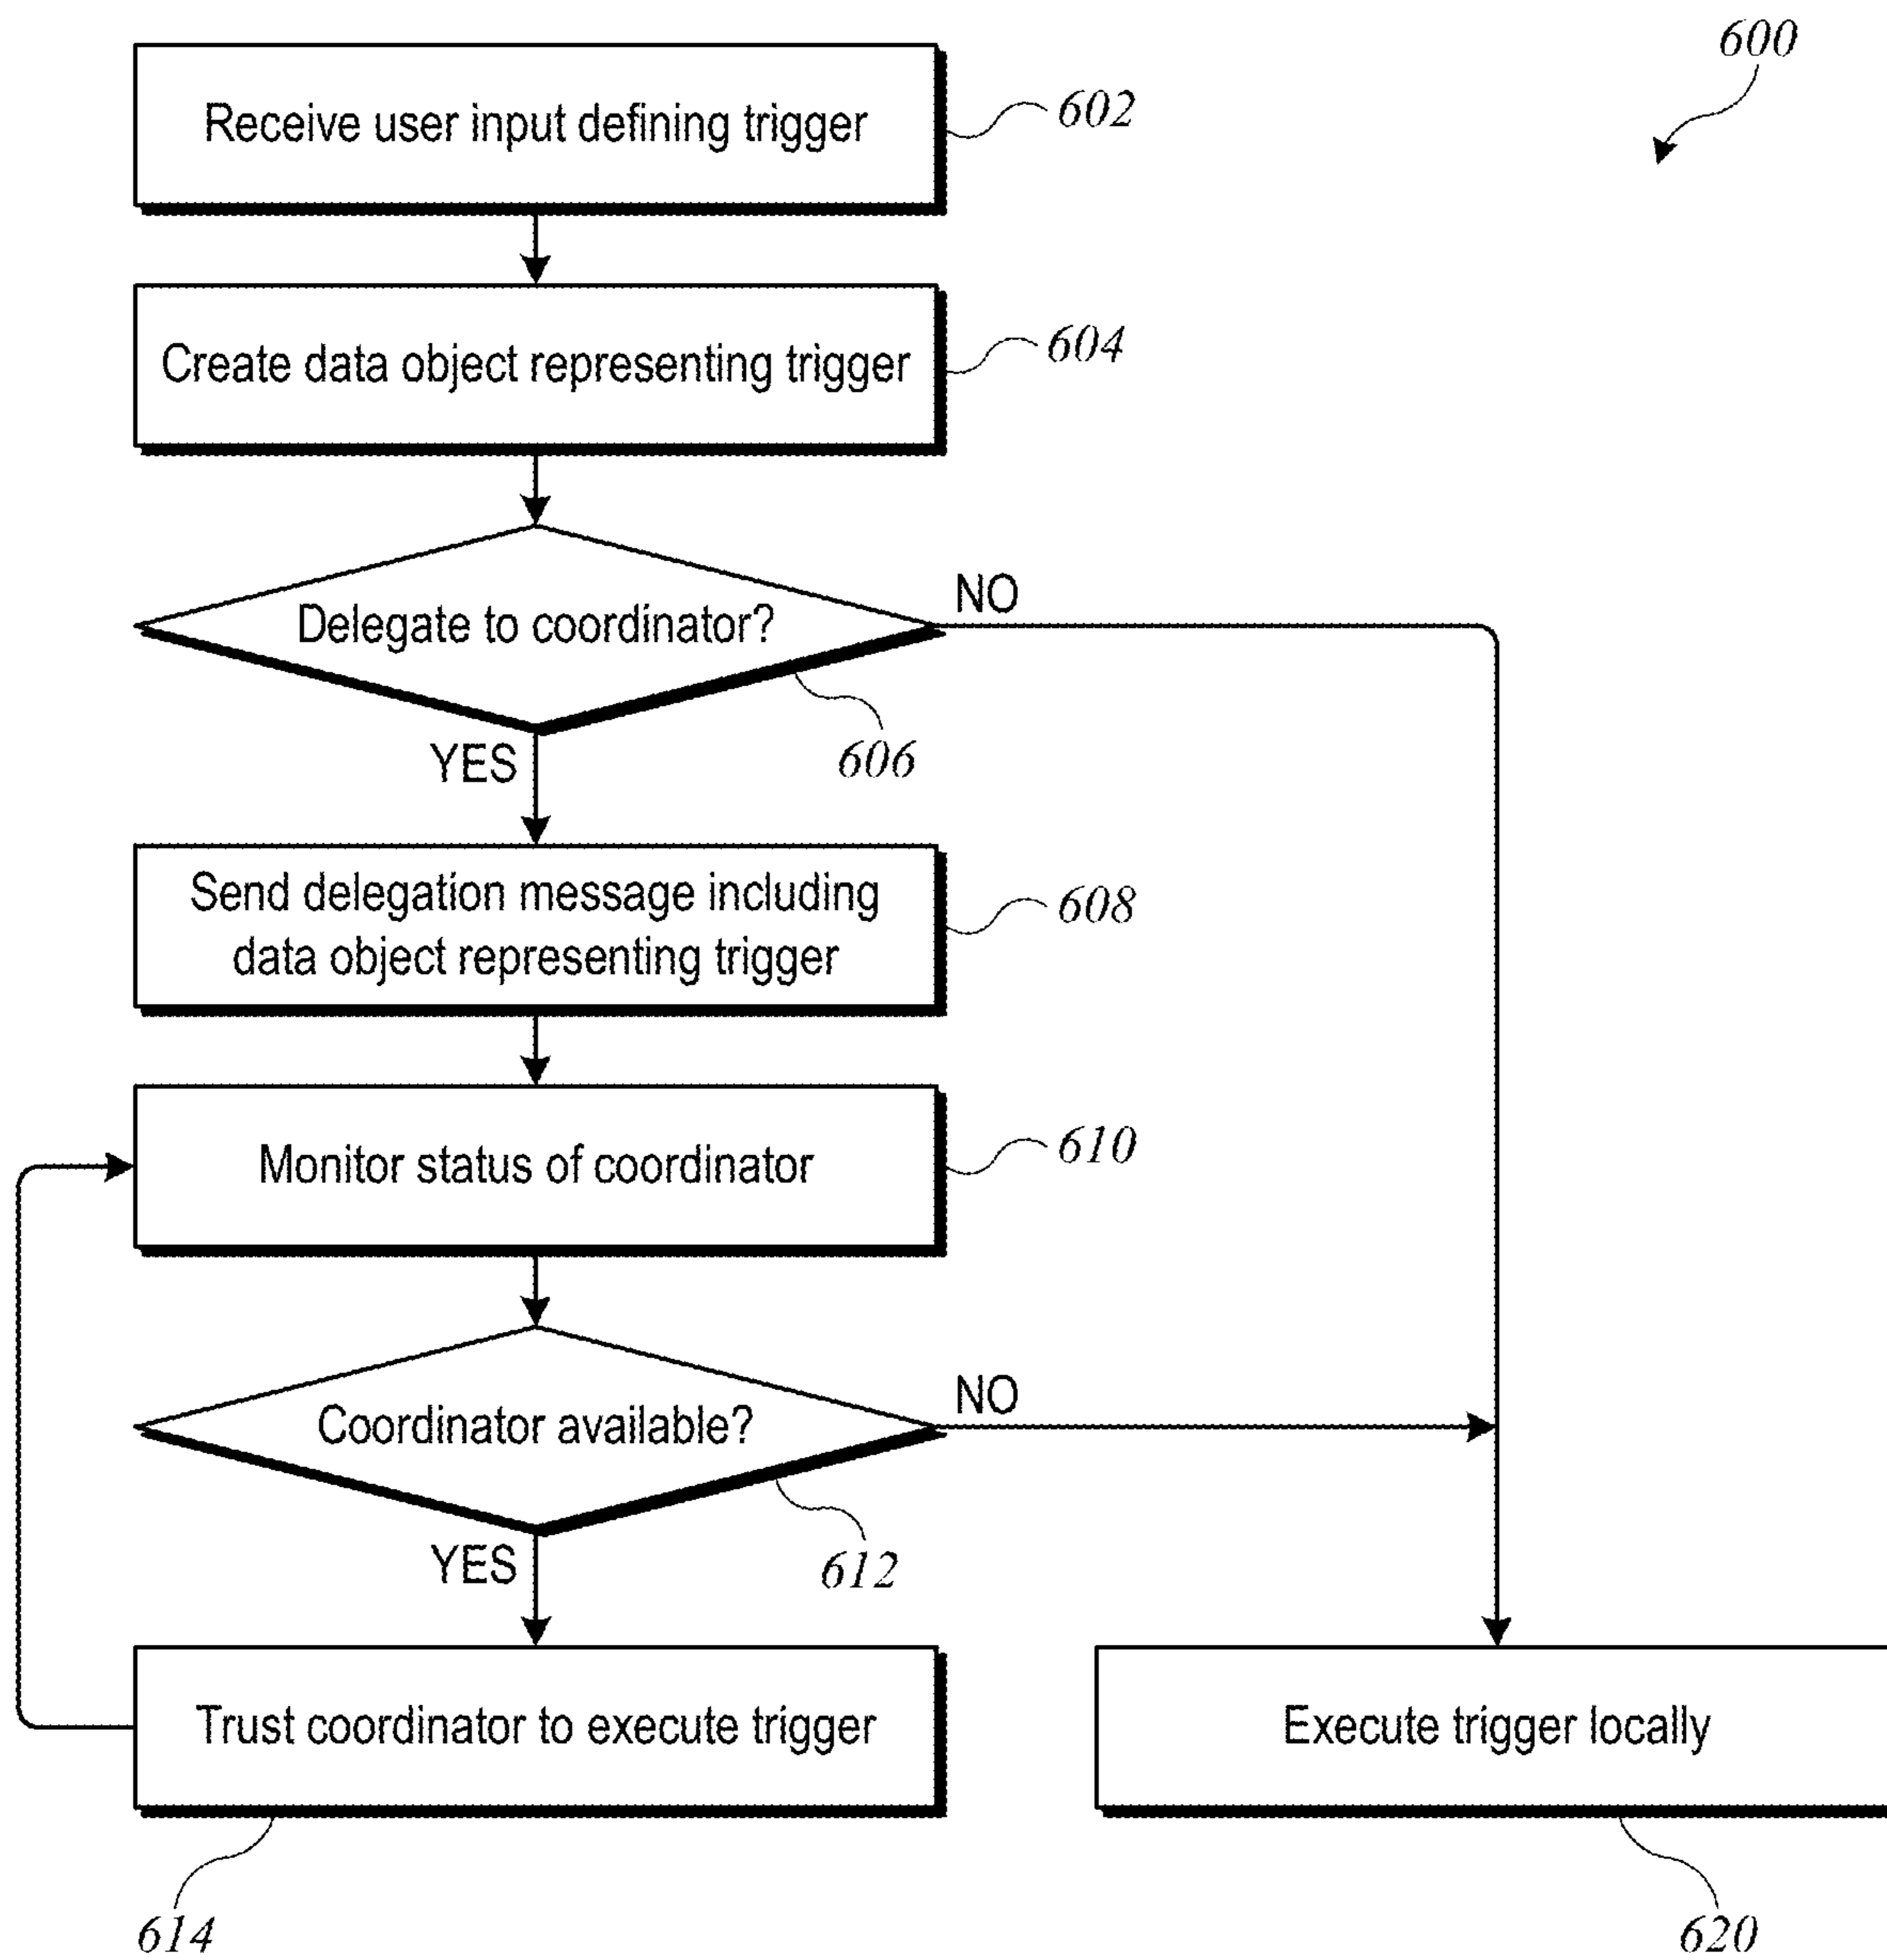 600
Receive user input defining trigger
602
Create data object representing trigger
604
Delegate to coordinator?
NO
606
YES
Send delegation message including
data object representing trigger
608
Monitor status of coordinator
610
Coordinator available?
NO
612
YES
Trust coordinator to execute trigger
Execute trigger locally
614
620